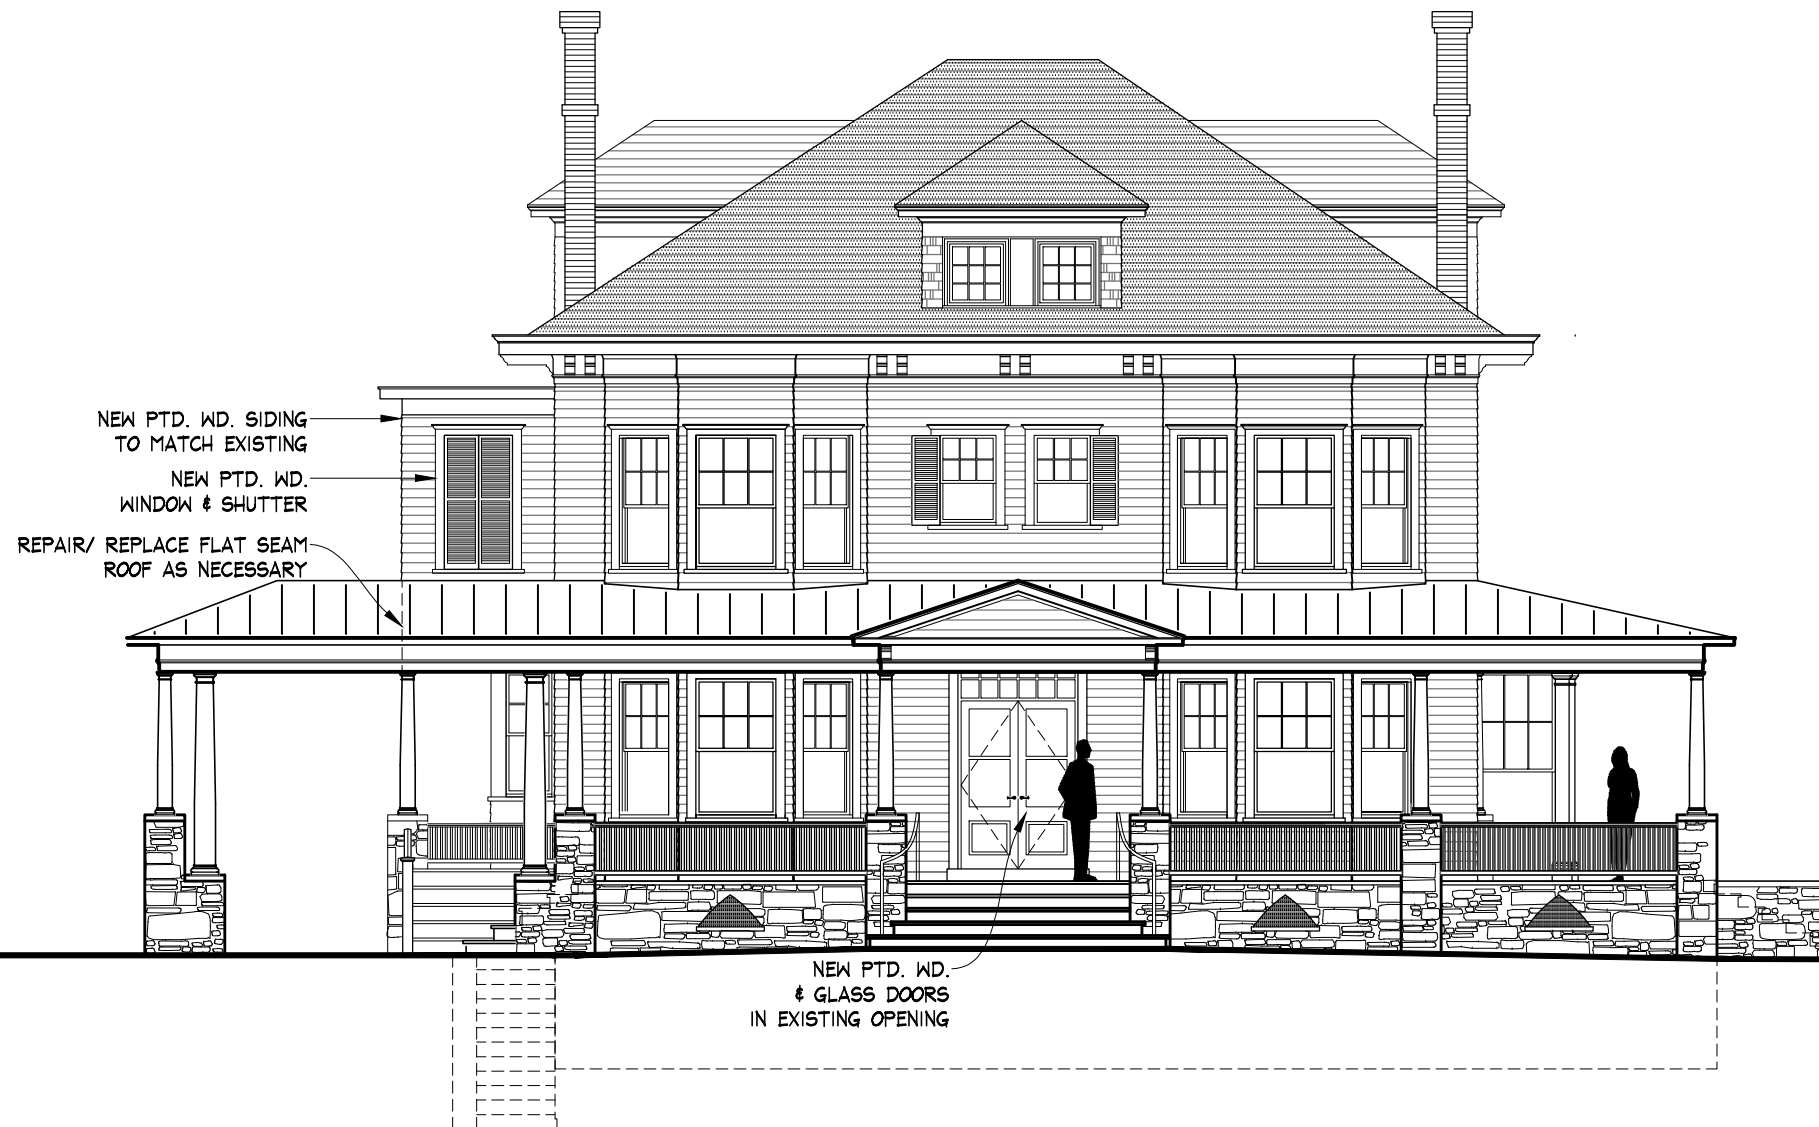 NEW PTD. WD. SIDING
TO MATCH EXISTING
NEW PTD. WD.
WINDOW & SHUTTER
REPAIR/ REPLACE FLAT SEAM
ROOF AS NECESSARY
NEW PTD. WD.
& GLASS DOORS
IN EXISTING OPENING